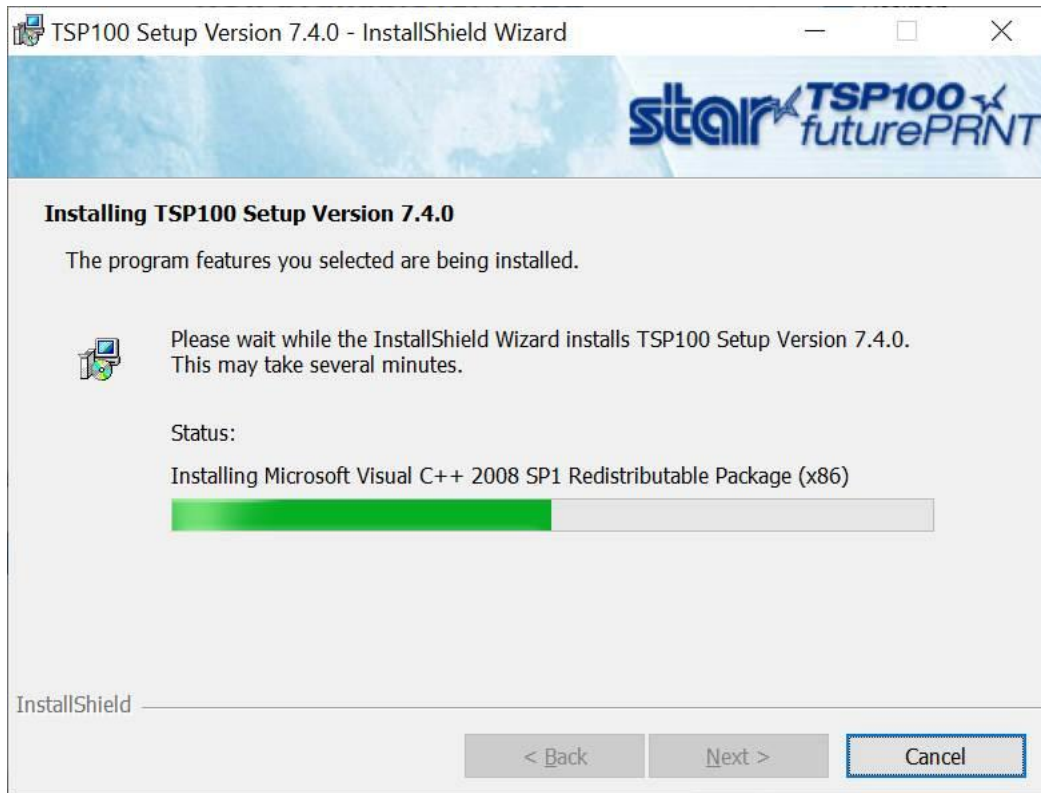 TSP100 Setup Version 7.4.0 - InstallShield Wizard
star TSP100
futurePRNT
Installing TSP100 Setup Version 7.4.0
The program features you selected are being installed.
Please wait while the InstallShield Wizard installs TSP100 Setup Version 7.4.0.
This may take several minutes.
Status:
Installing Microsoft Visual C++ 2008 SP1 Redistributable Package (x86)
InstallShield
< Back
Next >
Cancel